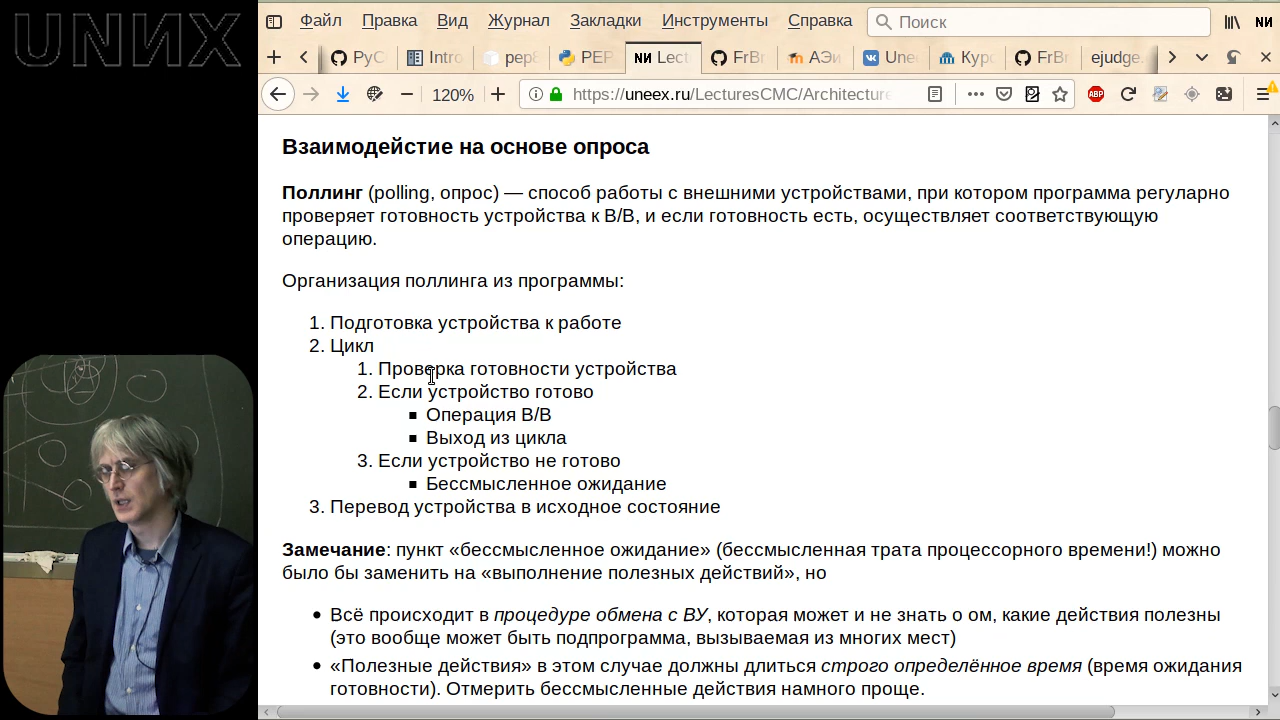 UNИX
Файл Правка Вид Журнал Закладки Инструменты Справка Поиск
PyC Intro pep8 PEP Lect FrBr АЭи Unee Курс FrBr ejudge.
120% https://uneex.ru/LecturesCMC/Architecture ABP
Взаимодейстие на основе опроса
Поллинг (polling, опрос) — способ работы с внешними устройствами, при котором программа регуларно
проверяет готовность устройства к В/В, и если готовность есть, осуществляет соответствующую
операцию.
Организация поллинга из программы:
1. Подготовка устройства к работе
2. Цикл
1. Проверка готовности устройства
2. Если устройство готово
Операция В/В
Выход из цикла
3. Если устройство не готово
Бессмысленное ожидание
3. Перевод устройства в исходное состояние
Замечание: пункт «бессмысленное ожидание» (бессмысленная трата процессорного времени!) можно
было бы заменить на «выполнение полезных действий», но
Всё происходит в процедуре обмена с ВУ, которая может и не знать о ом, какие действия полезны
(это вообще может быть подпрограмма, вызываемая из многих мест)
«Полезные действия» в этом случае должны длиться строго определённое время (время ожидания
готовности). Отмерить бессмысленные действия намного проще.